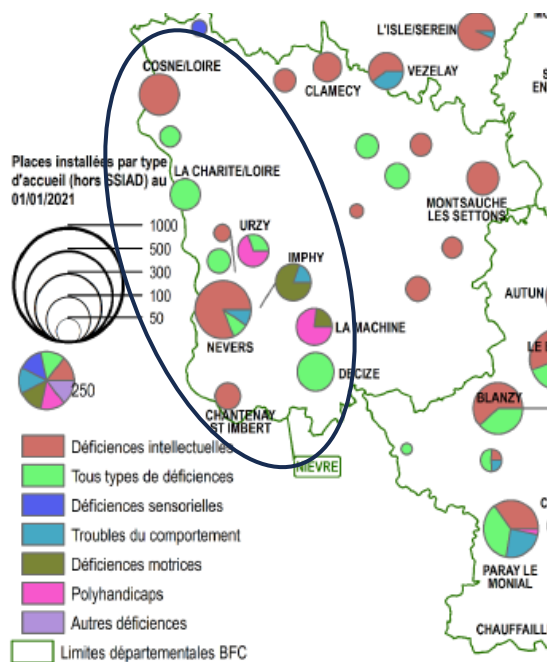 L'ISLE/SEREIN
COSNE/LOIRE
CLAMECY
VEZELAY
EN
Places installées par type
d'accueil (hors SSIAD) au
01/01/2021
LA CHARITE/LOIRE
MONTSAUCHE
LES SETTONS
1000
500
300
100
50
URZY
IMPHY
AUTUN
LA MACHINE
NEVERS
DECIZE
250
BLANZY
CHANTENAY
ST IMBERT
NIEVRE
Déficiences intellectuelles
Tous types de déficiences
Déficiences sensorielles
Troubles du comportement
Déficiences motrices
Polyhandicaps
Autres déficiences
Limites départementales BFC
PARAY LE
MONIAL
CHAUFFAILL